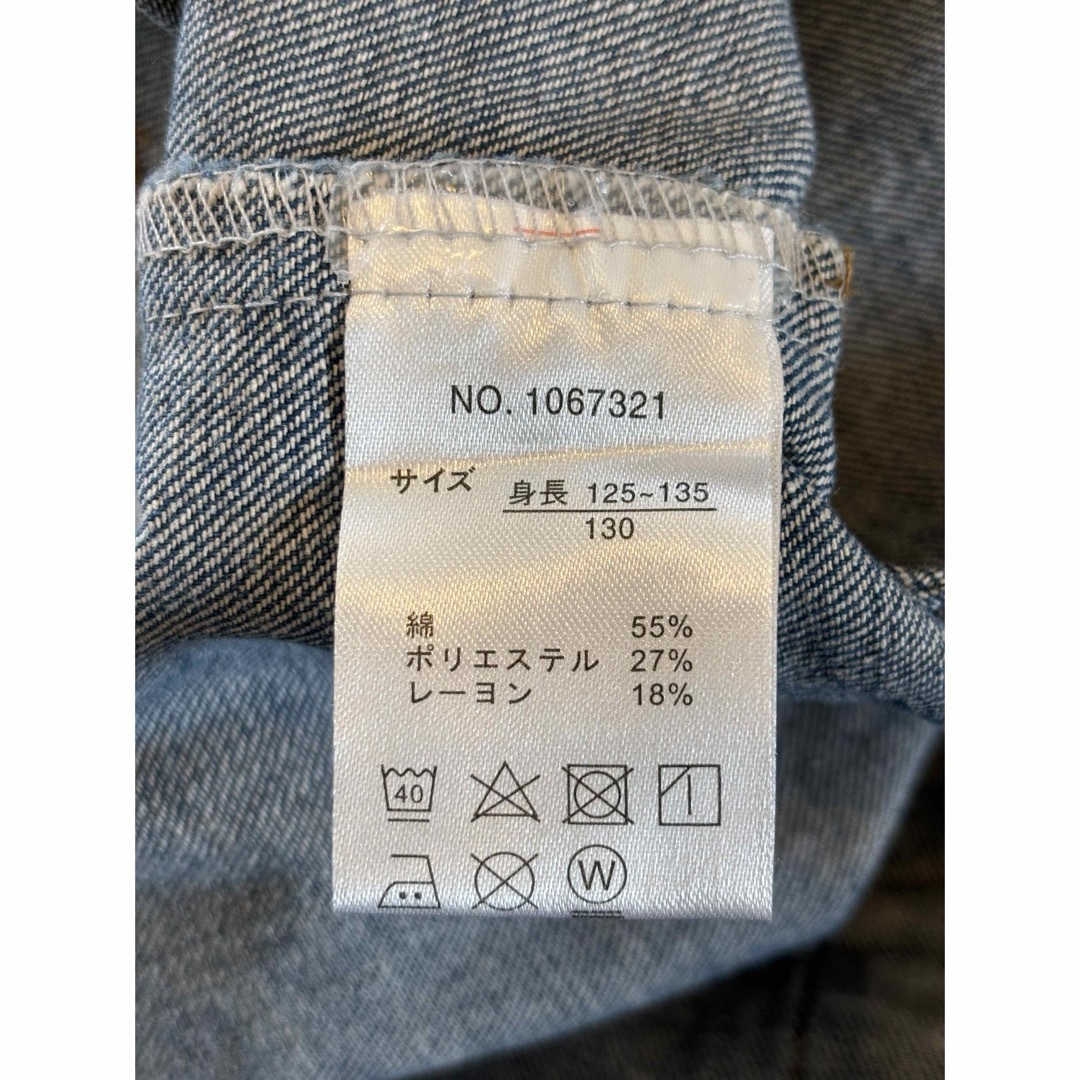 NO. 1067321
サイズ 身長 125~135
130
綿 55%
ポリエステル 27%
レーヨン 18%
40
W